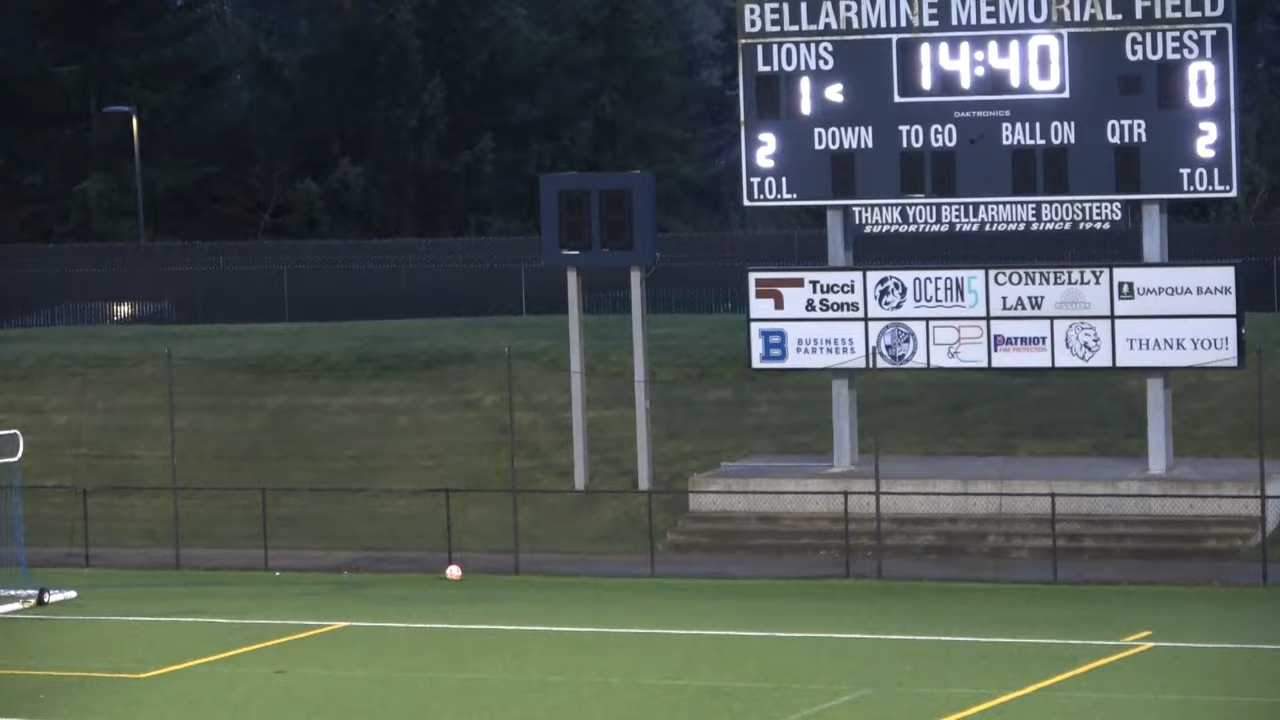 BELLARMINE MEMORIAL FIELD
LIONS 14:40 GUEST
1 < 0
DAKTRONICS
2 DOWN TO GO BALL ON QTR 2
T.O.L. T.O.L.
THANK YOU BELLARMINE BOOSTERS
SUPPORTING THE LIONS SINCE 1946
Tucci & Sons
OCEAN5
CONNELLY LAW
UMPQUA BANK
B BUSINESS PARTNERS
PATRIOT
FIRE PROTECTION
THANK YOU!